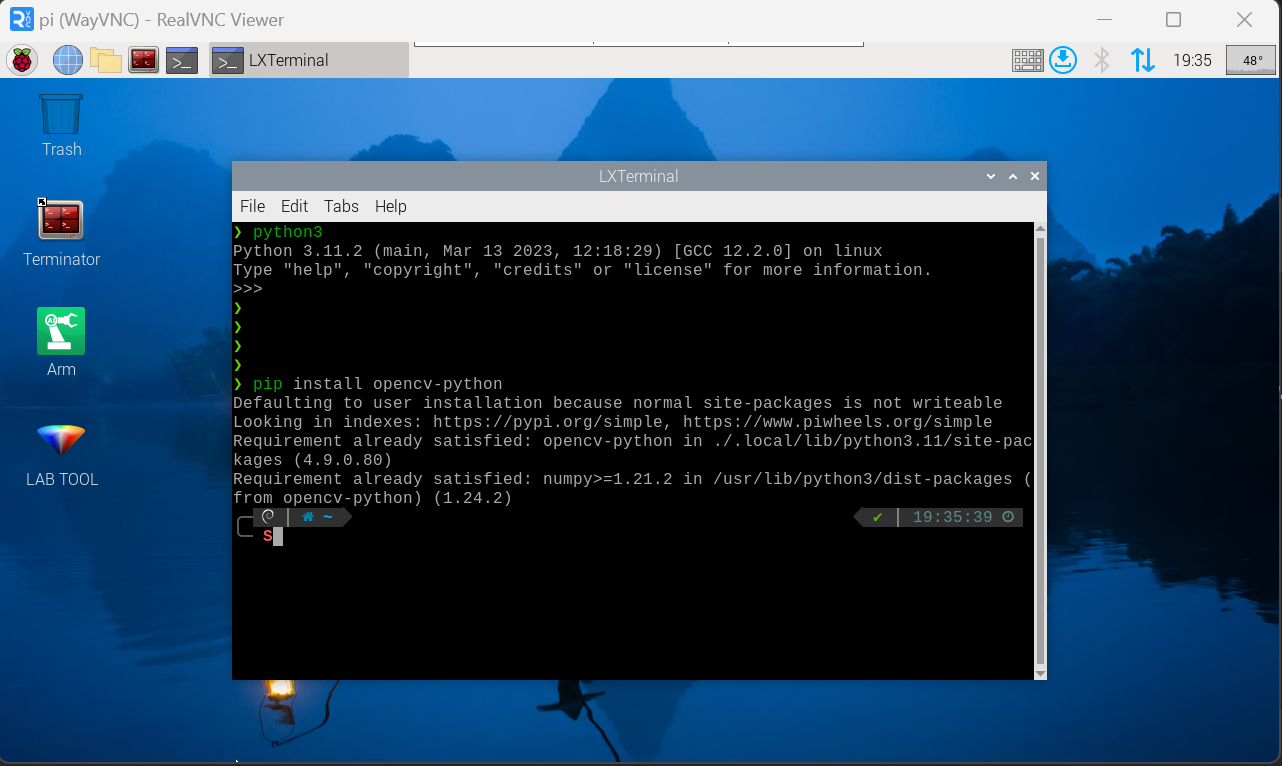 pi (WayVNC) - RealVNC Viewer
LXTerminal
19:35
48°
Trash
Terminator
Arm
LAB TOOL
LXTerminal
File Edit Tabs Help
❯ python3
Python 3.11.2 (main, Mar 13 2023, 12:18:29) [GCC 12.2.0] on linux
Type "help", "copyright", "credits" or "license" for more information.
>>>
❯
❯
❯
❯
❯ pip install opencv-python
Defaulting to user installation because normal site-packages is not writeable
Looking in indexes: https://pypi.org/simple, https://www.piwheels.org/simple
Requirement already satisfied: opencv-python in ./.local/lib/python3.11/site-pac
kages (4.9.0.80)
Requirement already satisfied: numpy>=1.21.2 in /usr/lib/python3/dist-packages (
from opencv-python) (1.24.2)
~ ✔ 19:35:39
S